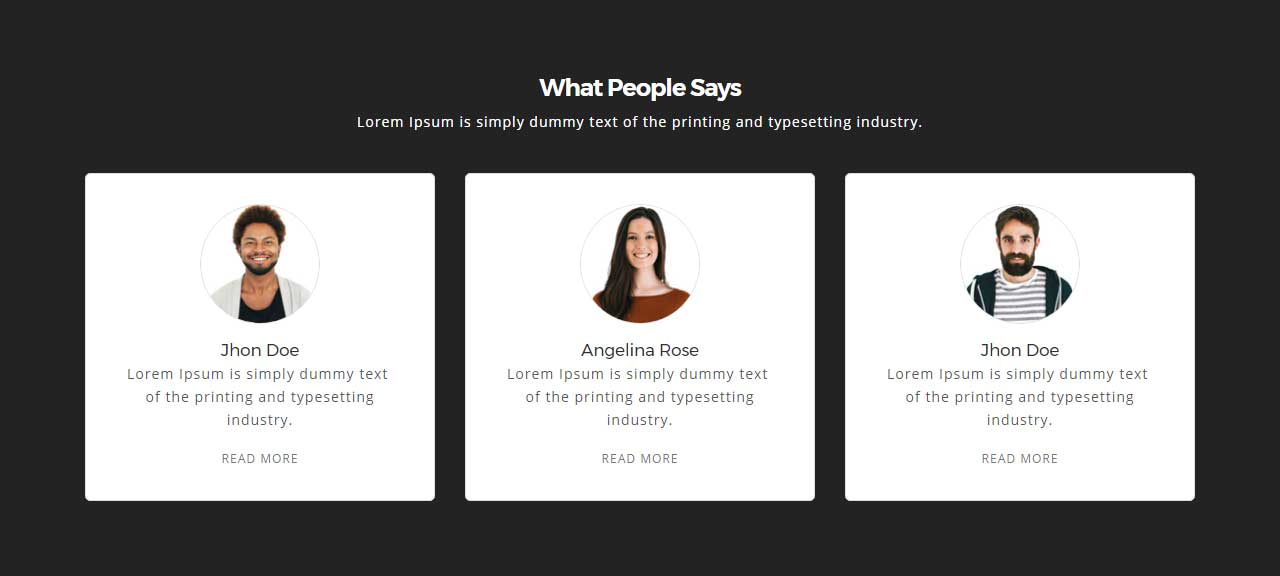 What People Says
Lorem Ipsum is simply dummy text of the printing and typesetting industry.
Jhon Doe
Lorem Ipsum is simply dummy text
of the printing and typesetting
industry.
READ MORE
Angelina Rose
Lorem Ipsum is simply dummy text
of the printing and typesetting
industry.
READ MORE
Jhon Doe
Lorem Ipsum is simply dummy text
of the printing and typesetting
industry.
READ MORE